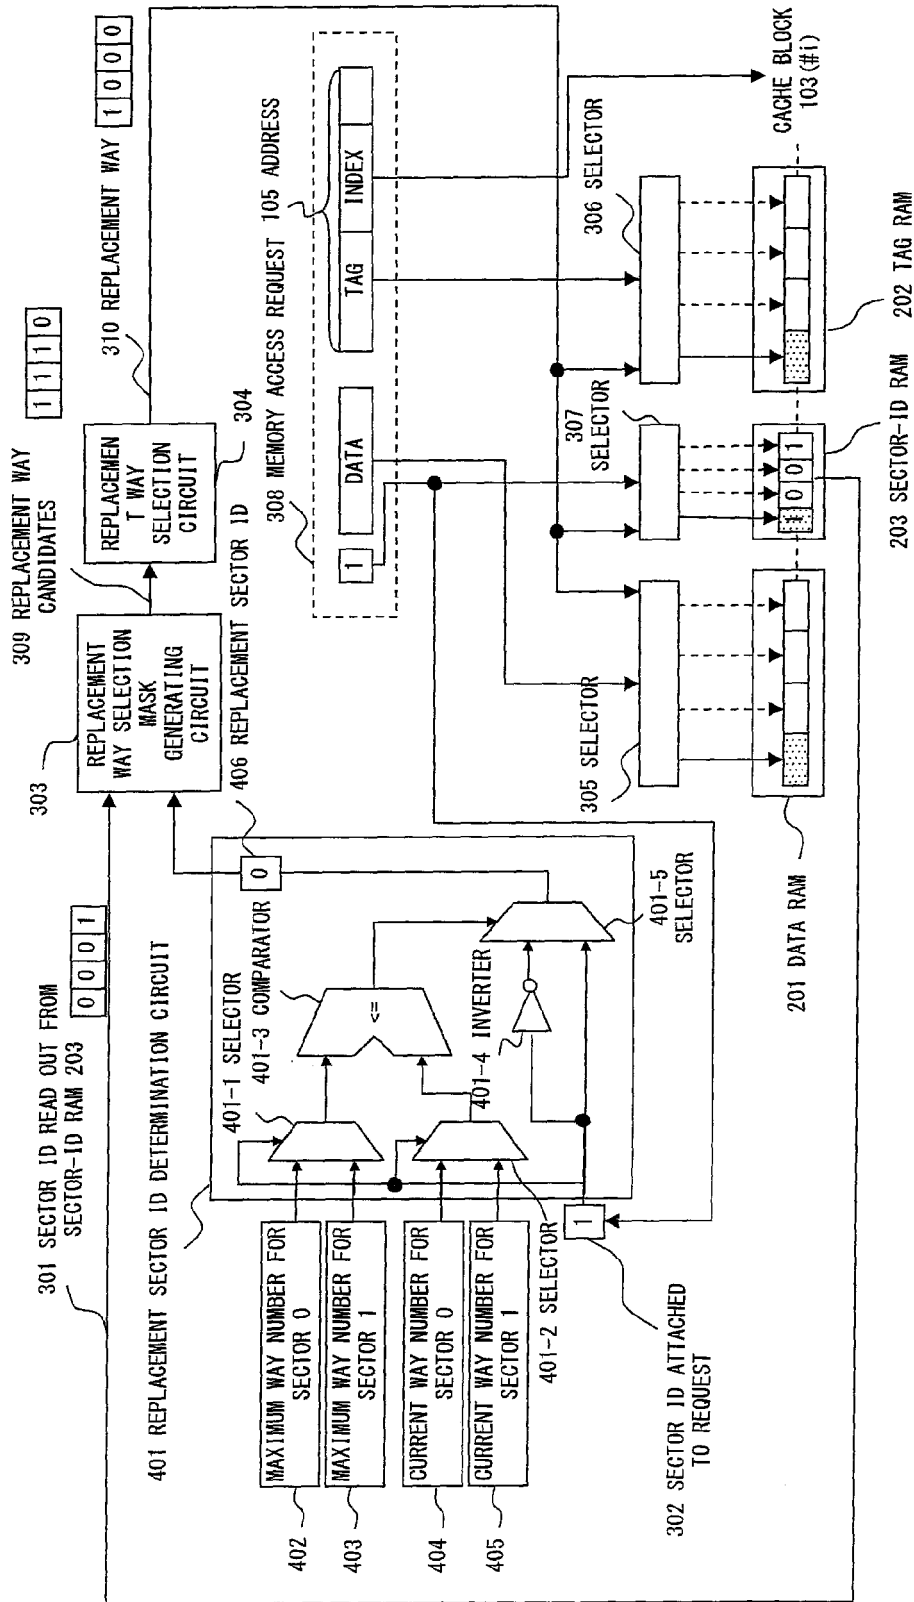 301 SECTOR ID READ OUT FROM
SECTOR-ID RAM 203
0 0 0 1
303
REPLACEMENT
WAY SELECTION
MASK
GENERATING
CIRCUIT
309 REPLACEMENT WAY
CANDIDATES
1 1 1 0
REPLACEMEN
T WAY
SELECTION
CIRCUIT
304
310 REPLACEMENT WAY
1 0 0 0
401 REPLACEMENT SECTOR ID DETERMINATION CIRCUIT
406 REPLACEMENT SECTOR ID
0
402
MAXIMUM WAY NUMBER FOR
SECTOR 0
403
MAXIMUM WAY NUMBER FOR
SECTOR 1
404
CURRENT WAY NUMBER FOR
SECTOR 0
405
CURRENT WAY NUMBER FOR
SECTOR 1
401-1 SELECTOR
401-3 COMPARATOR
<=
401-2 SELECTOR
401-4 INVERTER
401-5
SELECTOR
1
302 SECTOR ID ATTACHED
TO REQUEST
308 MEMORY ACCESS REQUEST
105 ADDRESS
1
DATA
TAG
INDEX
305 SELECTOR
307
SELECTOR
306 SELECTOR
CACHE BLOCK
103(#i)
1 0 0 1
201 DATA RAM
203 SECTOR-ID RAM
202 TAG RAM